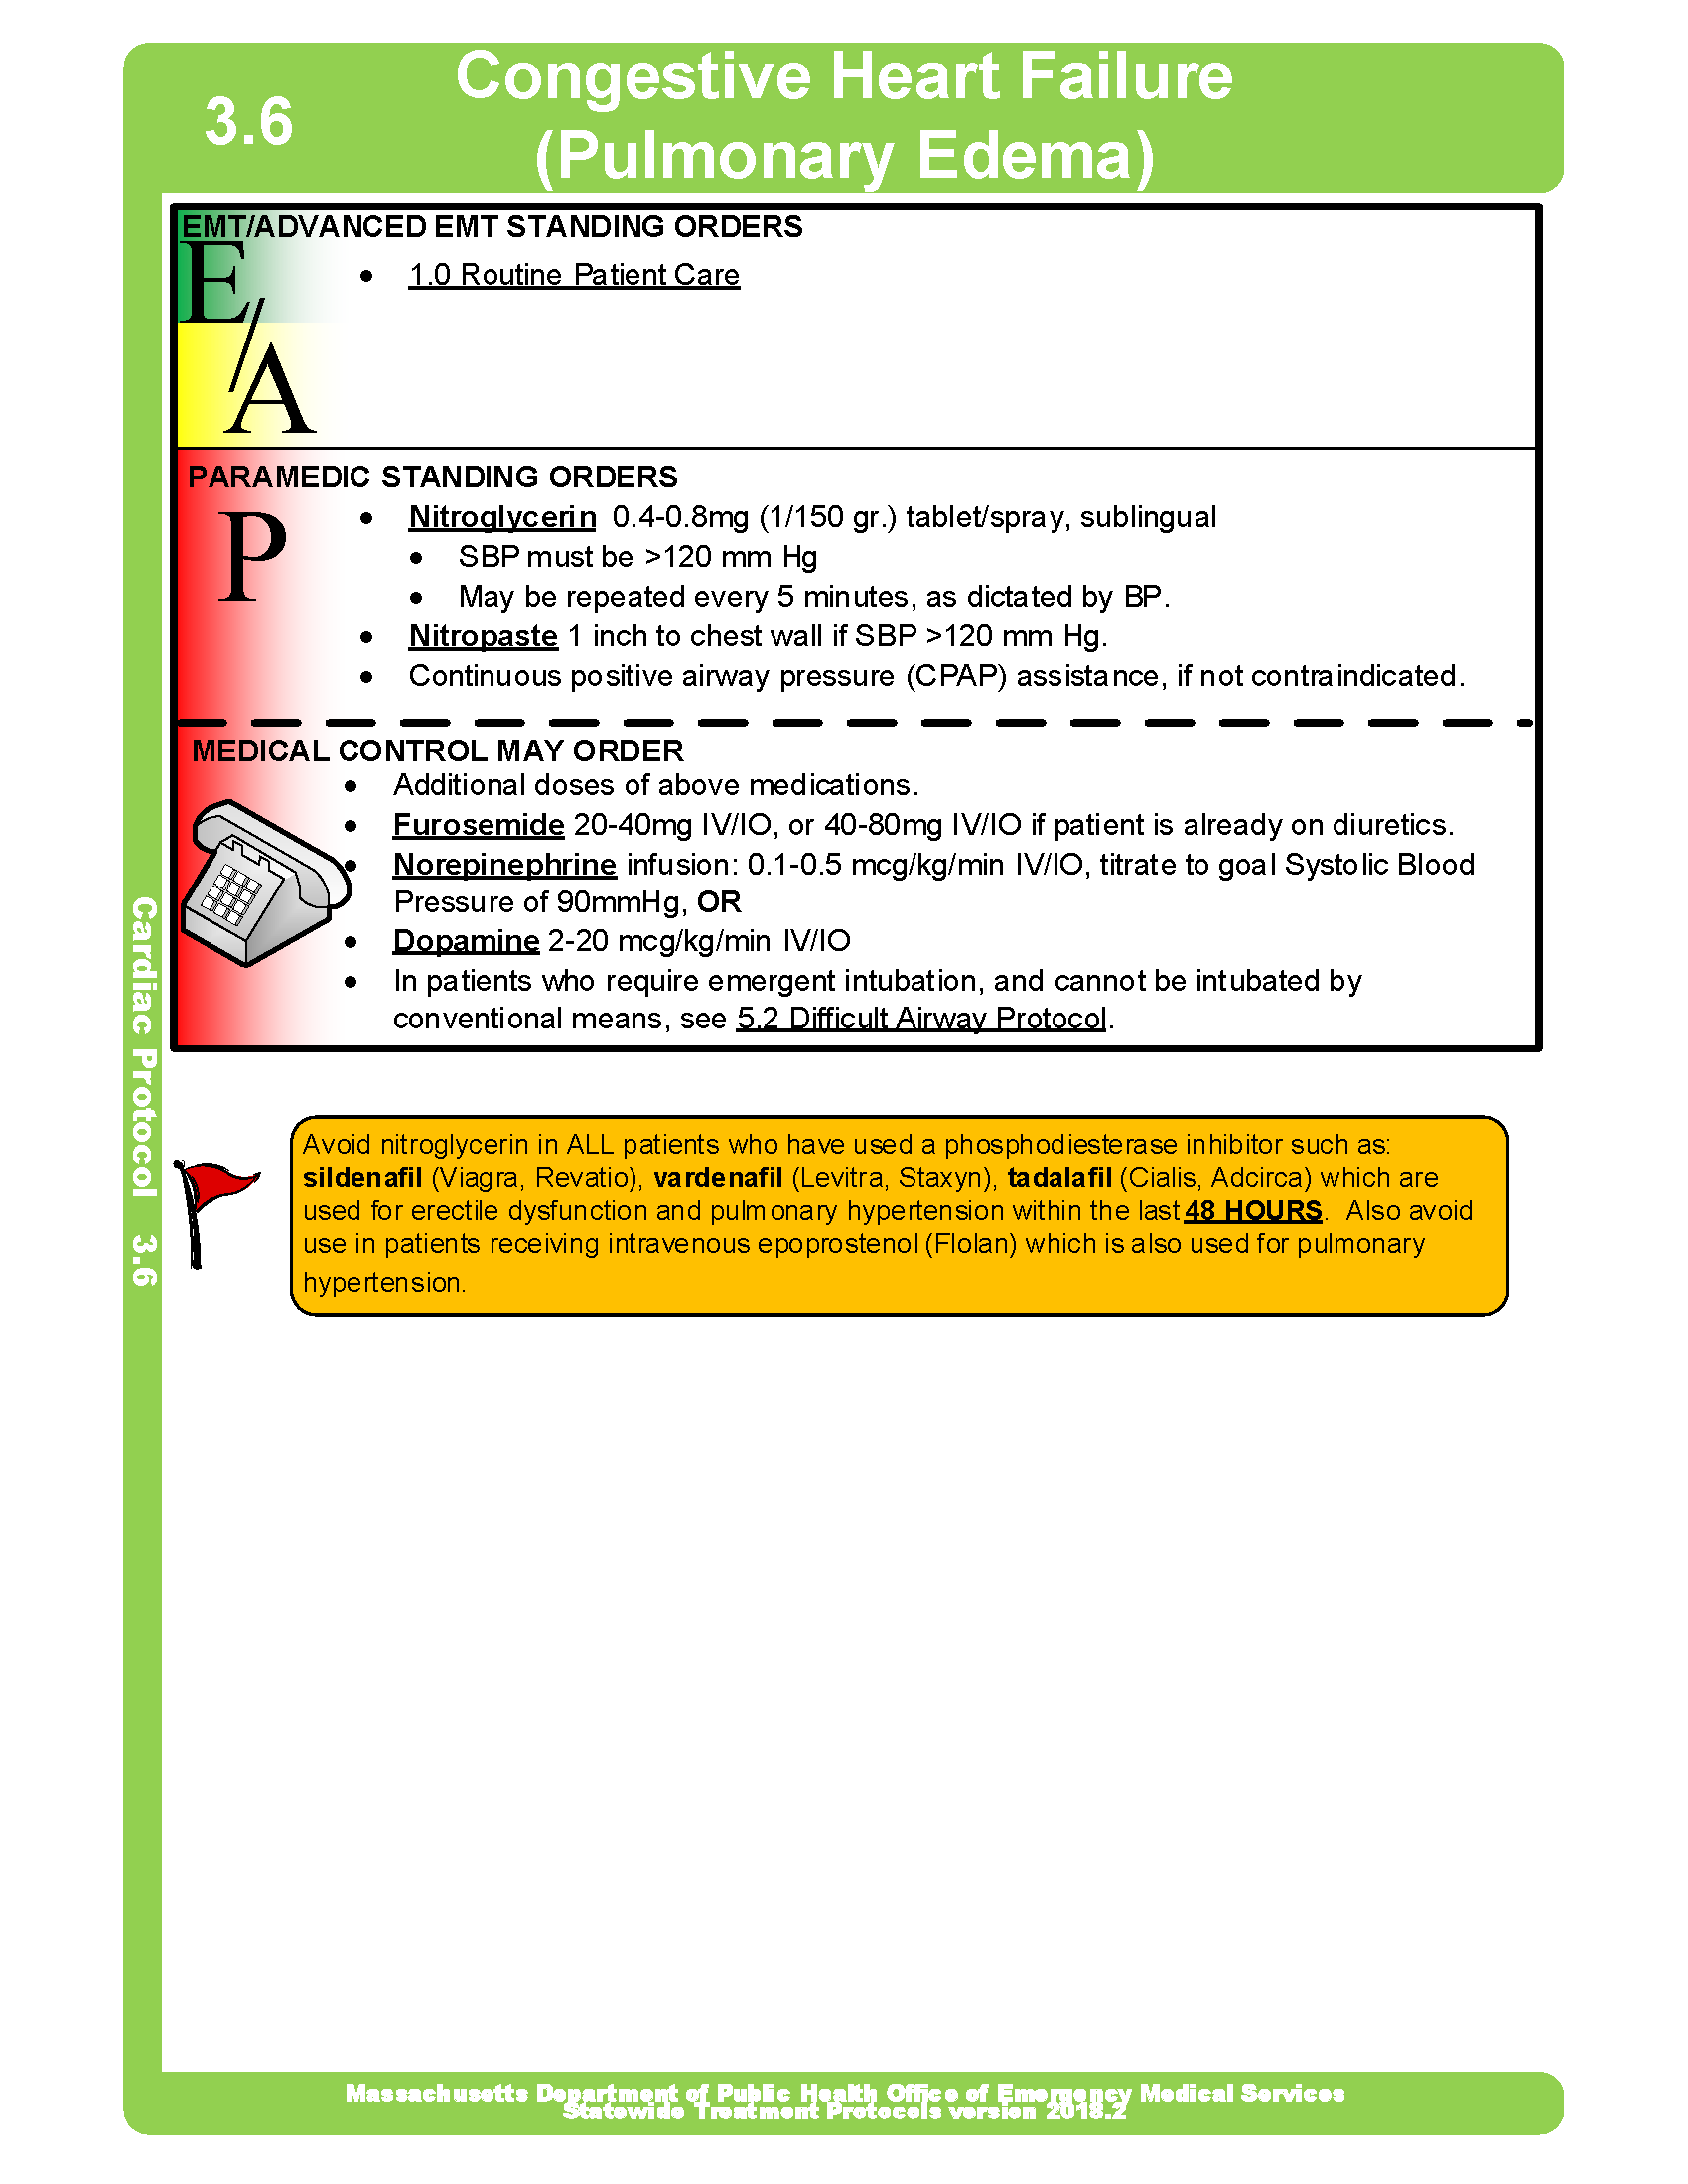 3.6
Congestive Heart Failure
(Pulmonary Edema)
EMT/ADVANCED EMT STANDING ORDERS
E/A
• 1.0 Routine Patient Care
PARAMEDIC STANDING ORDERS
P
• Nitroglycerin 0.4-0.8mg (1/150 gr.) tablet/spray, sublingual
• SBP must be >120 mm Hg
• May be repeated every 5 minutes, as dictated by BP.
• Nitropaste 1 inch to chest wall if SBP >120 mm Hg.
• Continuous positive airway pressure (CPAP) assistance, if not contraindicated.
MEDICAL CONTROL MAY ORDER
• Additional doses of above medications.
• Furosemide 20-40mg IV/IO, or 40-80mg IV/IO if patient is already on diuretics.
• Norepinephrine infusion: 0.1-0.5 mcg/kg/min IV/IO, titrate to goal Systolic Blood
Pressure of 90mmHg, OR
• Dopamine 2-20 mcg/kg/min IV/IO
• In patients who require emergent intubation, and cannot be intubated by
conventional means, see 5.2 Difficult Airway Protocol.
Avoid nitroglycerin in ALL patients who have used a phosphodiesterase inhibitor such as:
sildenafil (Viagra, Revatio), vardenafil (Levitra, Staxyn), tadalafil (Cialis, Adcirca) which are
used for erectile dysfunction and pulmonary hypertension within the last 48 HOURS. Also avoid
use in patients receiving intravenous epoprostenol (Flolan) which is also used for pulmonary
hypertension.
Cardiac Protocol 3.6
Massachusetts Department of Public Health Office of Emergency Medical Services
Statewide Treatment Protocols version 2018.2